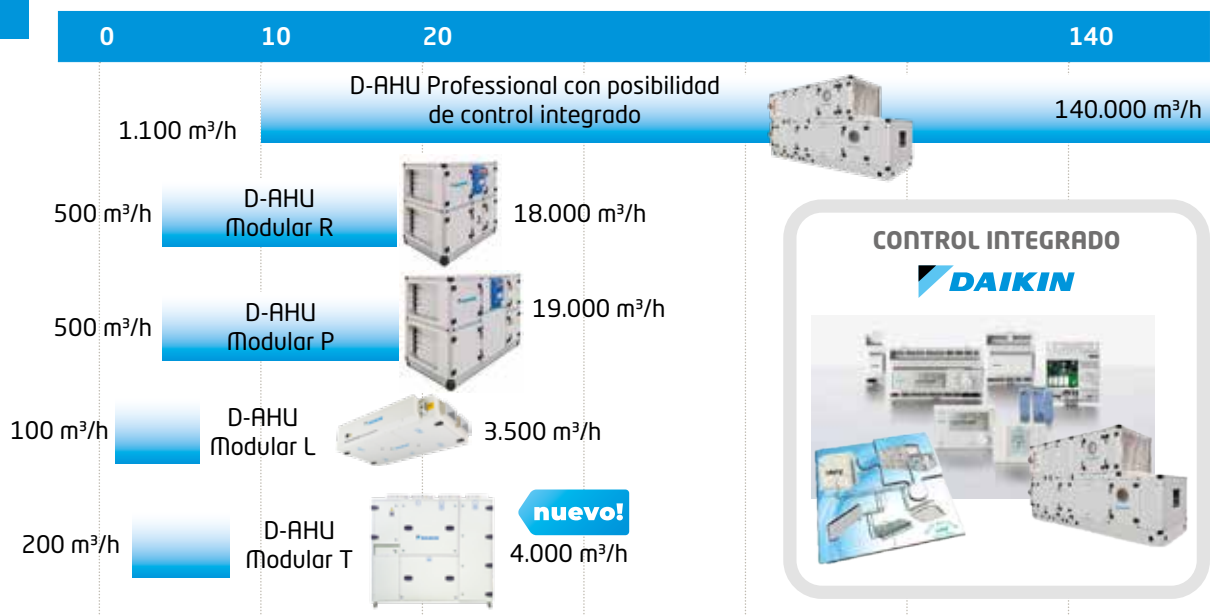 0 10 20 140
D-AHU Professional con posibilidad
de control integrado
1.100 m³/h
140.000 m³/h
500 m³/h
D-AHU
Modular R
18.000 m³/h
500 m³/h
D-AHU
Modular P
19.000 m³/h
100 m³/h
D-AHU
Modular L
3.500 m³/h
200 m³/h
D-AHU
Modular T
nuevo!
4.000 m³/h
CONTROL INTEGRADO
DAIKIN